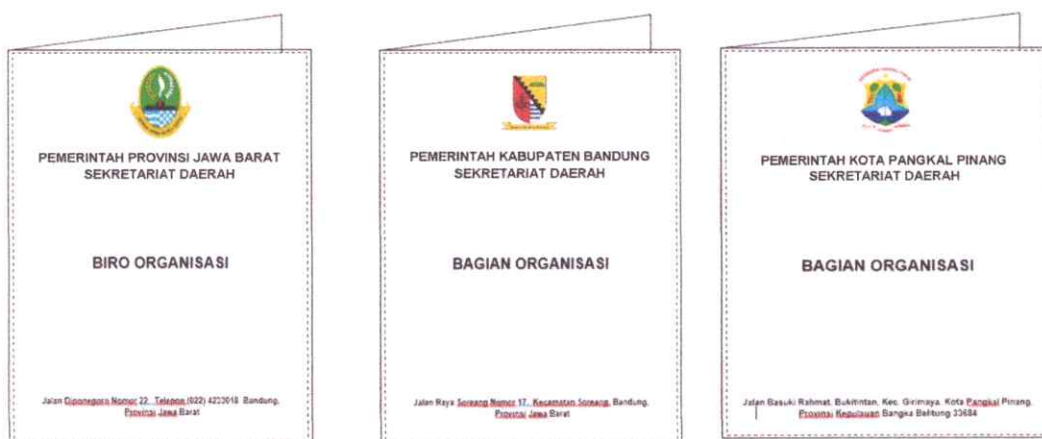 PEMERINTAH PROVINSI JAWA BARAT
SEKRETARIAT DAERAH
BIRO ORGANISASI
Jalan Diponegoro Nomor 22. Telepon (022) 4233018 Bandung,
Provinsi Jawa Barat
PEMERINTAH KABUPATEN BANDUNG
SEKRETARIAT DAERAH
BAGIAN ORGANISASI
Jalan Raya Soreang Nomor 17. Kecamatan Soreang, Bandung,
Provinsi Jawa Barat
PEMERINTAH KOTA PANGKAL PINANG
SEKRETARIAT DAERAH
BAGIAN ORGANISASI
Jalan Basuki Rahmat, Bukitintan, Kec. Girimaya, Kota Pangkal Pinang,
Provinsi Kepulauan Bangka Belitung 33684